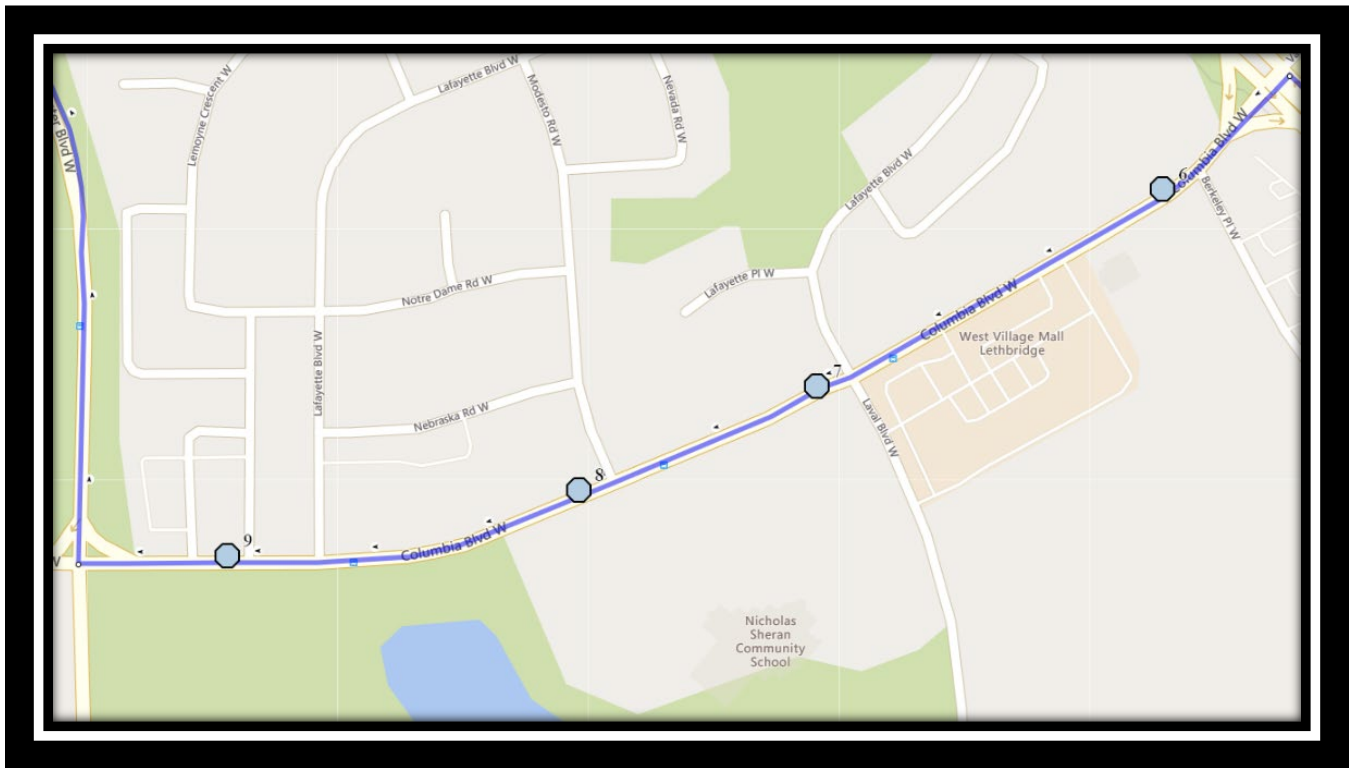 Lafayette Blvd W
Lemoyne Crescent W
Modesto Rd W
Nevada Rd W
Columbia Blvd W
6
Berkeley Pl W
Lafayette Blvd W
Lafayette Pl W
Notre Dame Rd W
Columbia Blvd W
West Village Mall
Lethbridge
Lafayette Blvd W
7
Nebraska Rd W
Laval Blvd W
8
9
Columbia Blvd W
Nicholas
Sheran
Community
School